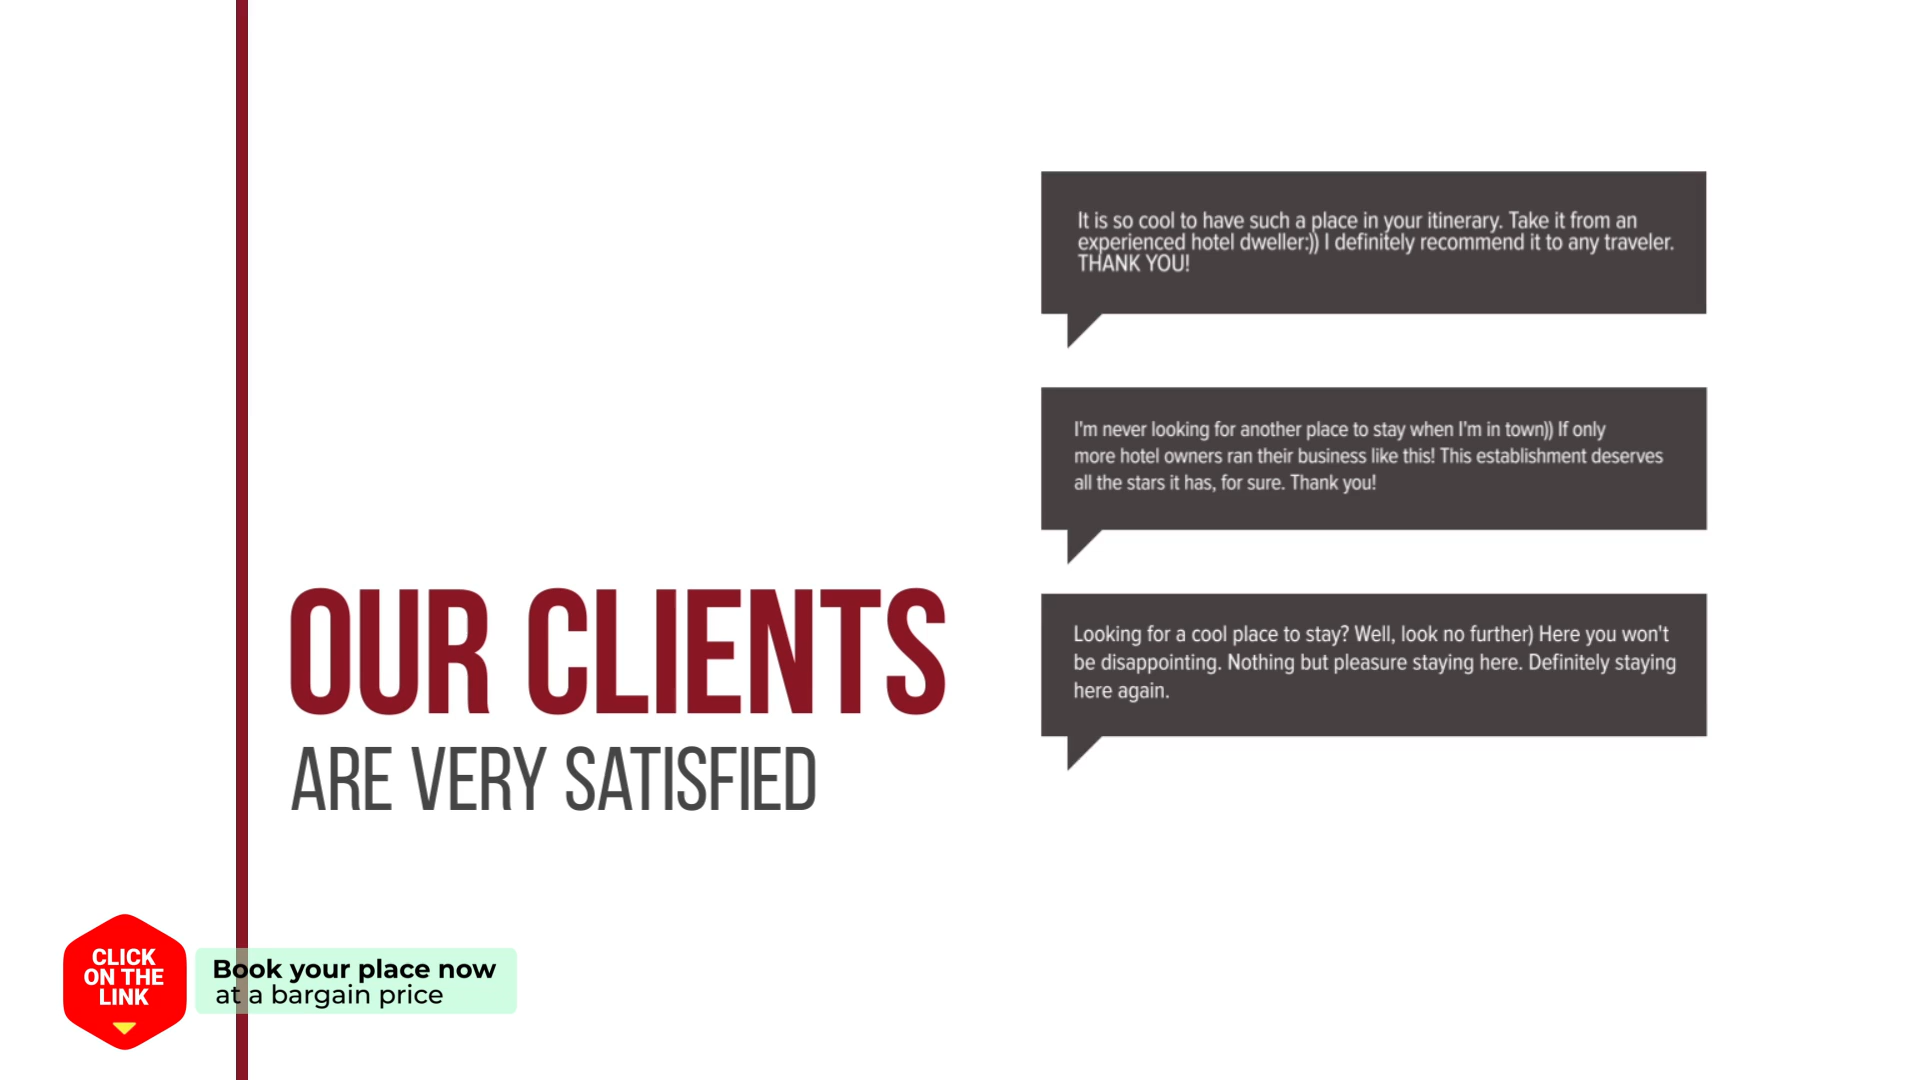 It is so cool to have such a place in your itinerary. Take it from an
experienced hotel dweller:)) I definitely recommend it to any traveler.
THANK YOU!
I'm never looking for another place to stay when I'm in town)) If only
more hotel owners ran their business like this! This establishment deserves
all the stars it has, for sure. Thank you!
Looking for a cool place to stay? Well, look no further) Here you won't
be disappointing. Nothing but pleasure staying here. Definitely staying
here again.
OUR CLIENTS
ARE VERY SATISFIED
CLICK
ON THE
LINK
Book your place now
at a bargain price